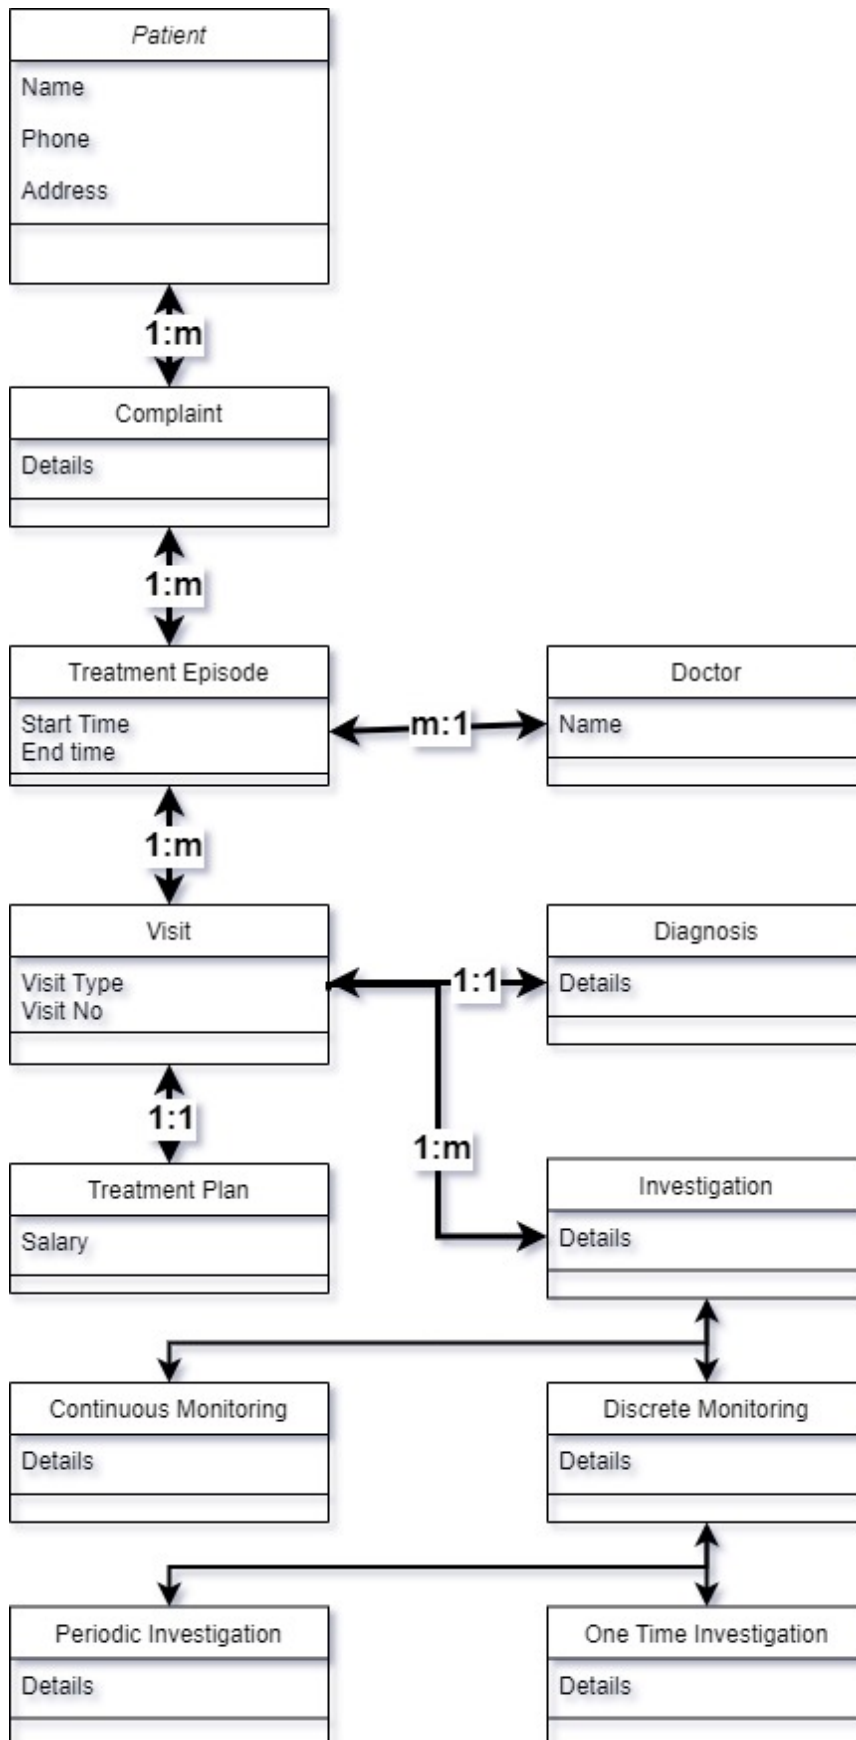 Patient
Name
Phone
Address
1:m
Complaint
Details
1:m
Treatment Episode
Start Time
End time
m:1
Doctor
Name
1:m
Visit
Visit Type
Visit No
1:1
Diagnosis
Details
1:1
1:m
Treatment Plan
Salary
Investigation
Details
Continuous Monitoring
Details
Discrete Monitoring
Details
Periodic Investigation
Details
One Time Investigation
Details